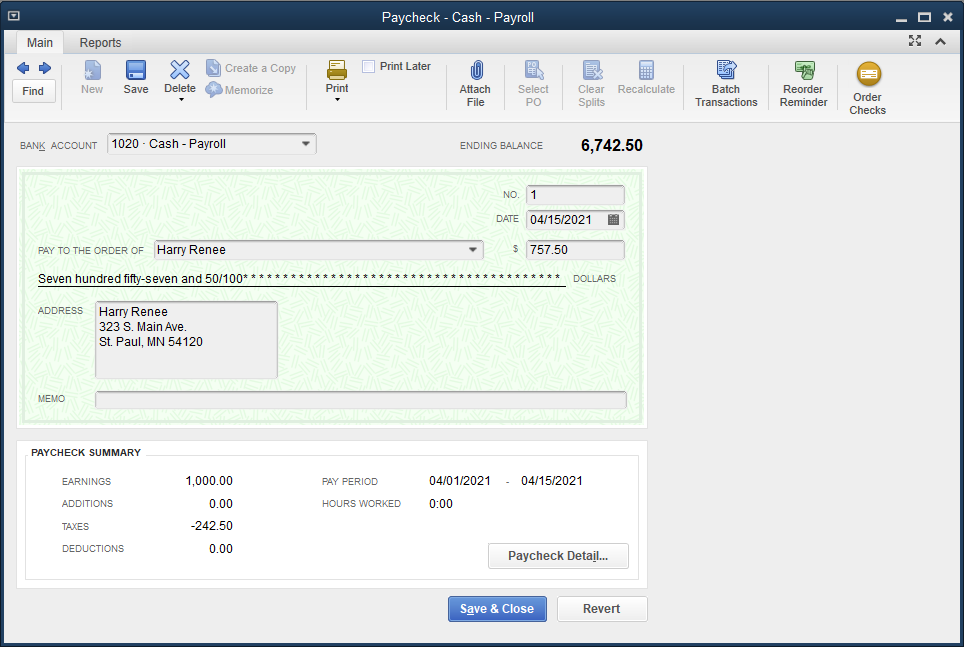 Paycheck - Cash - Payroll
Main Reports
Find
New
Save
Delete
Create a Copy
Memorize
Print
Print Later
Attach
File
Select
PO
Clear
Splits
Recalculate
Batch
Transactions
Reorder
Reminder
Order
Checks
BANK ACCOUNT 1020 · Cash - Payroll ENDING BALANCE 6,742.50
NO. 1
DATE 04/15/2021
PAY TO THE ORDER OF Harry Renee $ 757.50
Seven hundred fifty-seven and 50/100* * * * * * * * * * * * * * * * * * * * * * * * * * * * * * * * * * * * * * * * DOLLARS
ADDRESS Harry Renee
323 S. Main Ave.
St. Paul, MN 54120
MEMO
PAYCHECK SUMMARY
EARNINGS 1,000.00 PAY PERIOD 04/01/2021 - 04/15/2021
ADDITIONS 0.00 HOURS WORKED 0:00
TAXES -242.50
DEDUCTIONS 0.00
Paycheck Detail...
Save & Close Revert